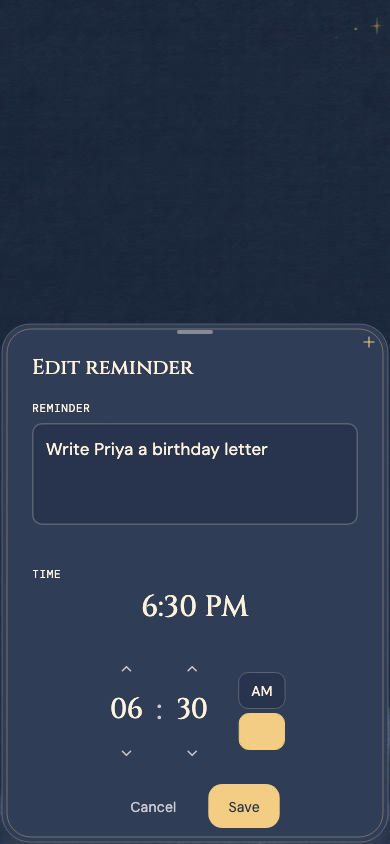 Edit reminder
REMINDER
Write Priya a birthday letter
TIME
6:30 PM
06 : 30
AM
Cancel Save